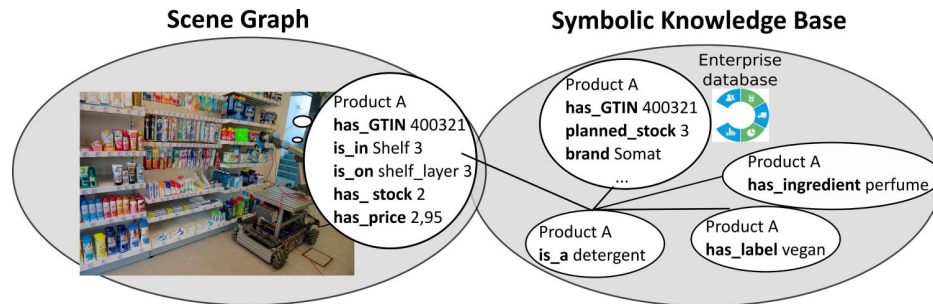 Scene Graph
Symbolic Knowledge Base
Product A
has_GTIN 400321
is_in Shelf 3
is_on shelf_layer 3
has_ stock 2
has_price 2,95
Enterprise
database
Product A
has_GTIN 400321
planned_stock 3
brand Somat
...
Product A
has_ingredient perfume
Product A
is_a detergent
Product A
has_label vegan